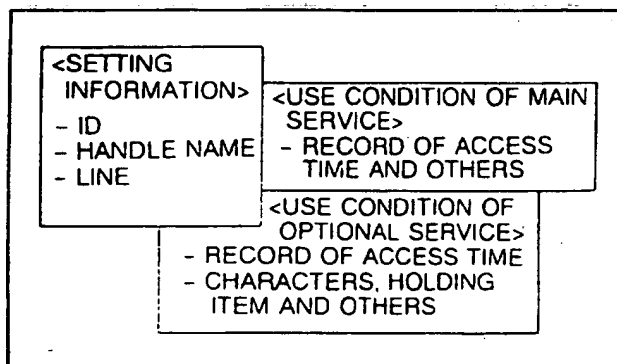 <SETTING
INFORMATION>
- ID
- HANDLE NAME
- LINE
<USE CONDITION OF MAIN
SERVICE>
- RECORD OF ACCESS
TIME AND OTHERS
<USE CONDITION OF
OPTIONAL SERVICE>
- RECORD OF ACCESS TIME
- CHARACTERS, HOLDING
ITEM AND OTHERS